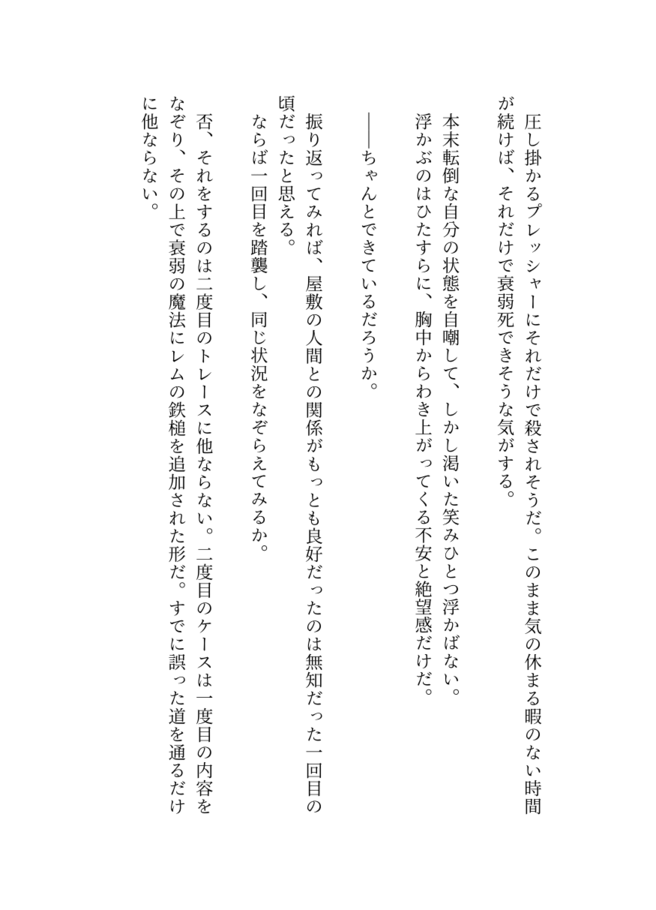 圧し掛かるプレッシャーにそれだけで殺されそうだ。このまま気の休まる暇のない時間
が続けば、それだけで衰弱死できそうな気がする。
本末転倒な自分の状態を自嘲して、しかし渇いた笑みひとつ浮かばない。
浮かぶのはひたすらに、胸中からわき上がってくる不安と絶望感だけだ。
――ちゃんとできているだろうか。
振り返ってみれば、屋敷の人間との関係がもっとも良好だったのは無知だった一回目の
頃だったと思える。
ならば一回目を踏襲し、同じ状況をなぞらえてみるか。
否、それをするのは二度目のトレースに他ならない。二度目のケースは一度目の内容を
なぞり、その上で衰弱の魔法にレムの鉄槌を追加された形だ。すでに誤った道を通るだけ
に他ならない。